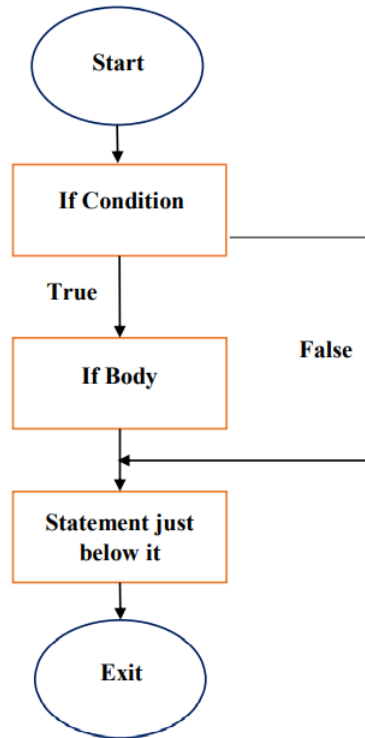 Start
If Condition
True
False
If Body
Statement just
below it
Exit